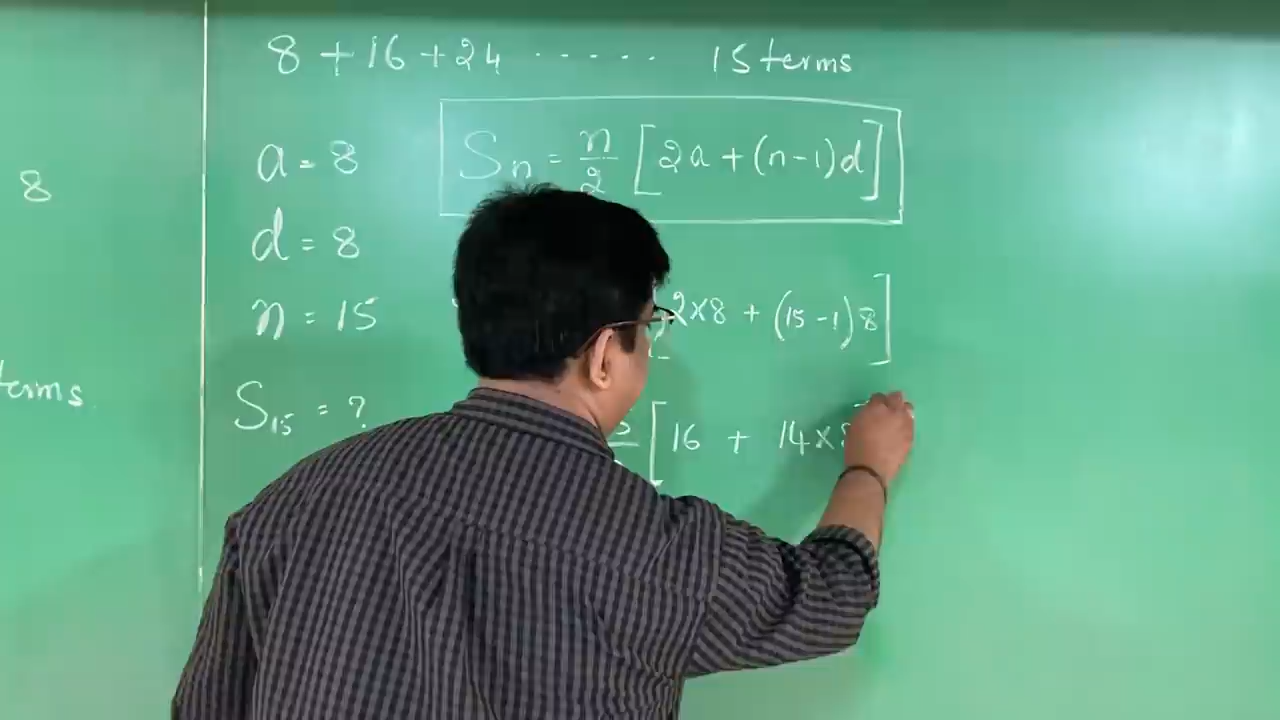 8 + 16 + 24 ...... 15 terms
8
a = 8
Sn = n/2 [2a + (n-1)d]
d = 8
n = 15
2×8 + (15-1)8]
terms
S15 = ?
[16 + 14×8